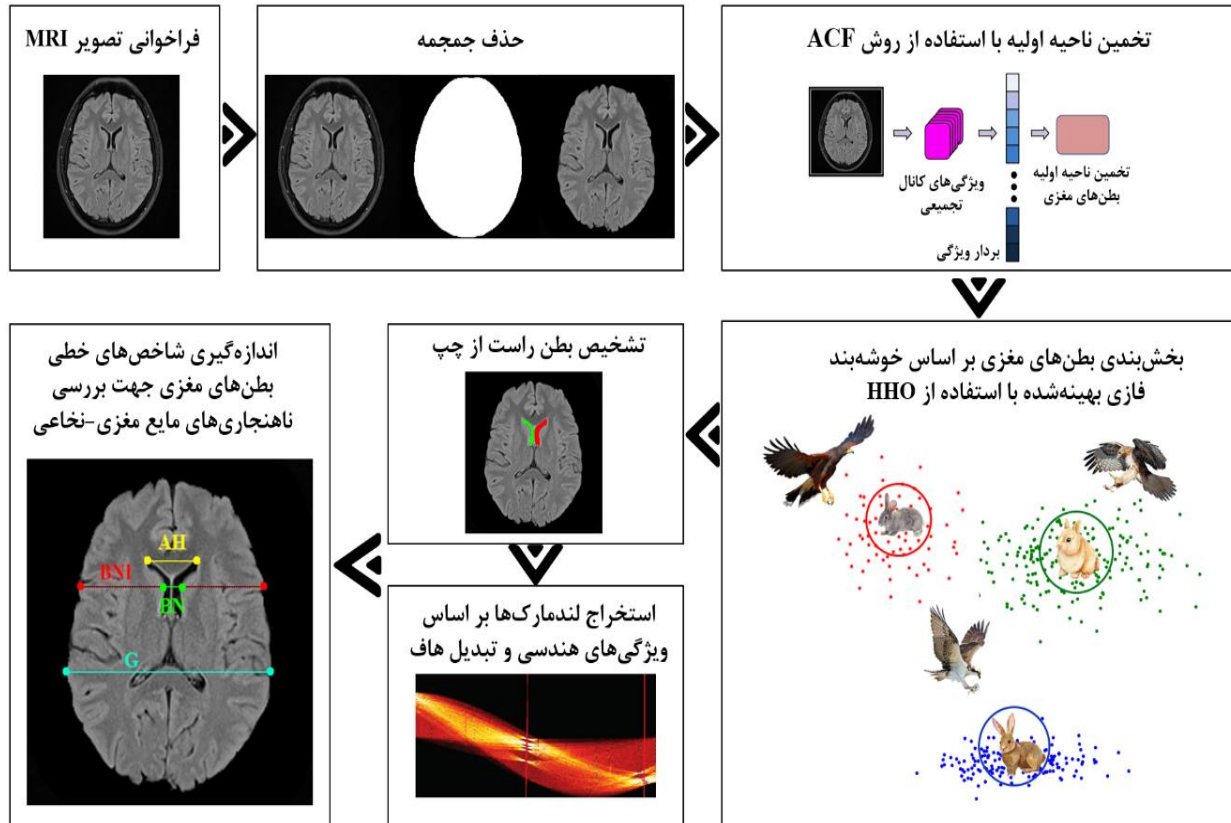 فراخوانی تصویر MRI
حذف جمجمه
تخمین ناحیه اولیه با استفاده از روش ACF
ویژگی‌های کانال
تجمیعی
بردار ویژگی
تخمین ناحیه اولیه
بطن‌های مغزی
بخش‌بندی بطن‌های مغزی بر اساس خوشه‌بند
فازی بهینه‌شده با استفاده از HHO
تشخیص بطن راست از چپ
استخراج لندمارک‌ها بر اساس
ویژگی‌های هندسی و تبدیل هاف
اندازه‌گیری شاخص‌های خطی
بطن‌های مغزی جهت بررسی
ناهنجاری‌های مایع مغزی-نخاعی
AH
BNI
BN
G